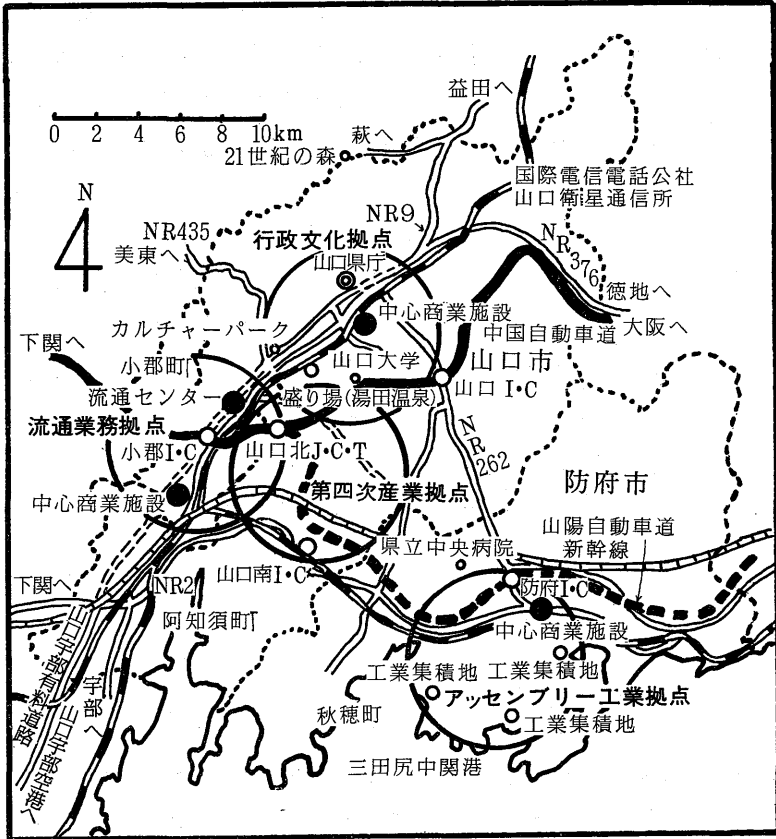 益田へ
0 2 4 6 8 10km
萩へ
21世紀の森
国際電信電話公社
山口衛星通信所
N
NR9
NR435
美東へ
行政文化拠点
山口県庁
NR376
徳地へ
中心商業施設
中国自動車道
大阪へ
カルチャーパーク
下関へ
小郡町
山口大学
山口市
山口I・C
流通センター
盛り場(湯田温泉)
流通業務拠点
小郡I・C
山口北J・C・T
NR262
中心商業施設
第四次産業拠点
防府市
山陽自動車道
新幹線
県立中央病院
下関へ
NR2
山口南I・C
防府I・C
阿知須町
中心商業施設
工業集積地
工業集積地
アッセンブリー工業拠点
秋穂町
工業集積地
三田尻中関港
山口宇部有料道路
宇部へ
山口宇部空港へ